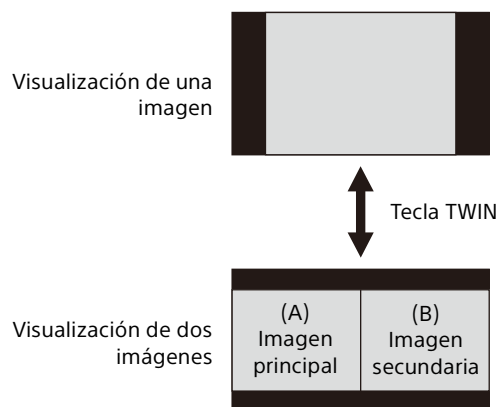 Visualización de una
imagen
Tecla TWIN
Visualización de dos
imágenes
(A)
Imagen
principal
(B)
Imagen
secundaria